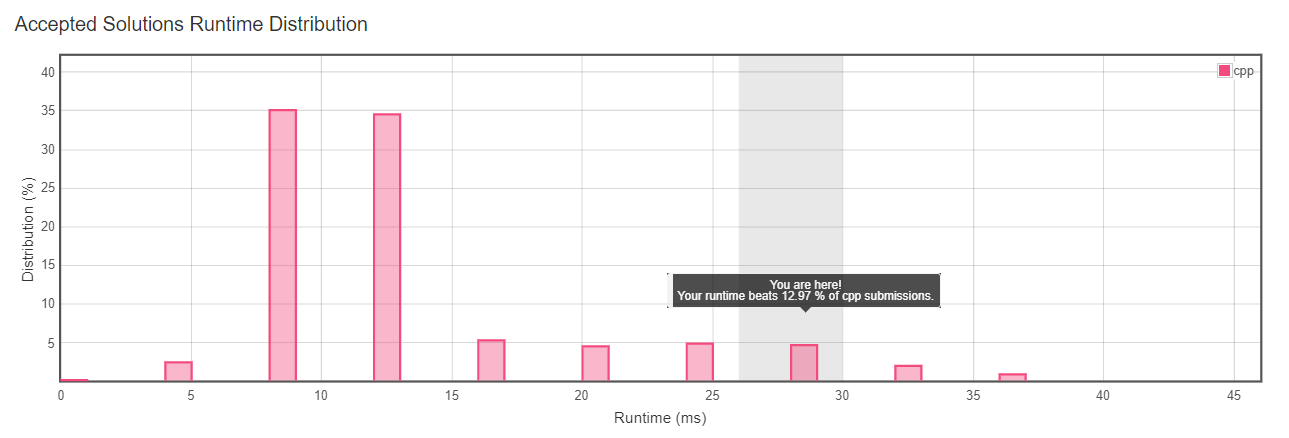 Accepted Solutions Runtime Distribution
cpp
40
35
30
25
20
15
10
5
Distribution (%)
You are here!
Your runtime beats 12.97 % of cpp submissions.
0 5 10 15 20 25 30 35 40 45
Runtime (ms)